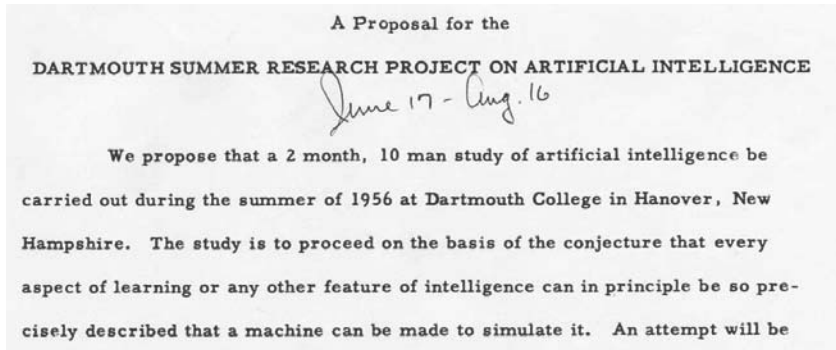 A Proposal for the
DARTMOUTH SUMMER RESEARCH PROJECT ON ARTIFICIAL INTELLIGENCE
June 17 - Aug. 16
We propose that a 2 month, 10 man study of artificial intelligence be
carried out during the summer of 1956 at Dartmouth College in Hanover, New
Hampshire. The study is to proceed on the basis of the conjecture that every
aspect of learning or any other feature of intelligence can in principle be so pre-
cisely described that a machine can be made to simulate it. An attempt will be